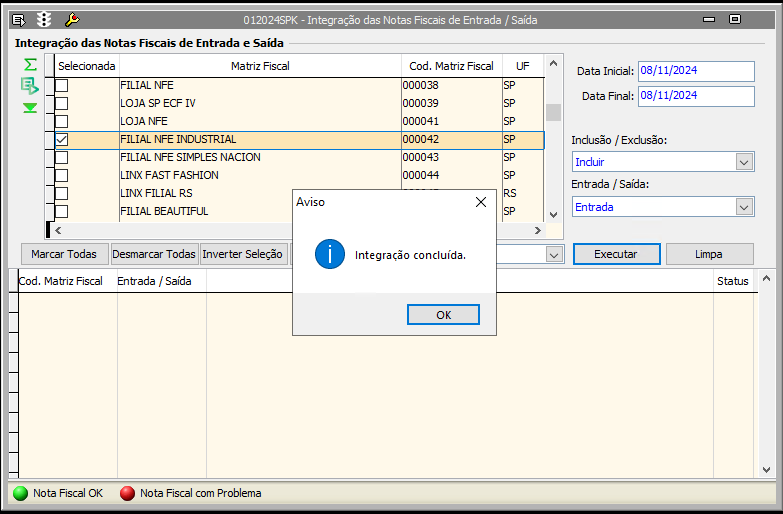 012024SPK - Integração das Notas Fiscais de Entrada / Saída
Integração das Notas Fiscais de Entrada e Saída
Selecionada Matriz Fiscal Cod. Matriz Fiscal UF
FILIAL NFE 000038 SP
LOJA SP ECF IV 000039 SP
LOJA NFE 000041 SP
FILIAL NFE INDUSTRIAL 000042 SP
FILIAL NFE SIMPLES NACION 000043 SP
LINX FAST FASHION 000044 SP
LINX FILIAL RS RS
FILIAL BEAUTIFUL SP
Data Inicial: 08/11/2024
Data Final: 08/11/2024
Inclusão / Exclusão:
Incluir
Entrada / Saída:
Entrada
Aviso
Integração concluída.
OK
Marcar Todas Desmarcar Todas Inverter Seleção Executar Limpa
Cod. Matriz Fiscal Entrada / Saída Status
Nota Fiscal OK Nota Fiscal com Problema